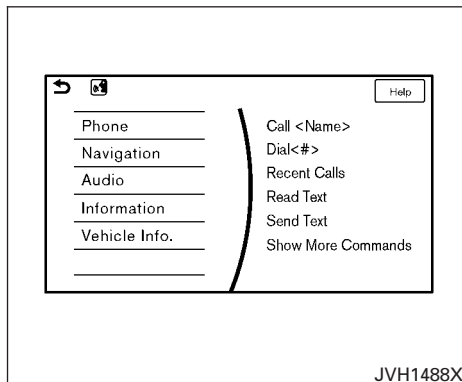 Help
Phone
Navigation
Audio
Information
Vehicle Info.
Call <Name>
Dial<#>
Recent Calls
Read Text
Send Text
Show More Commands
JVH1488X